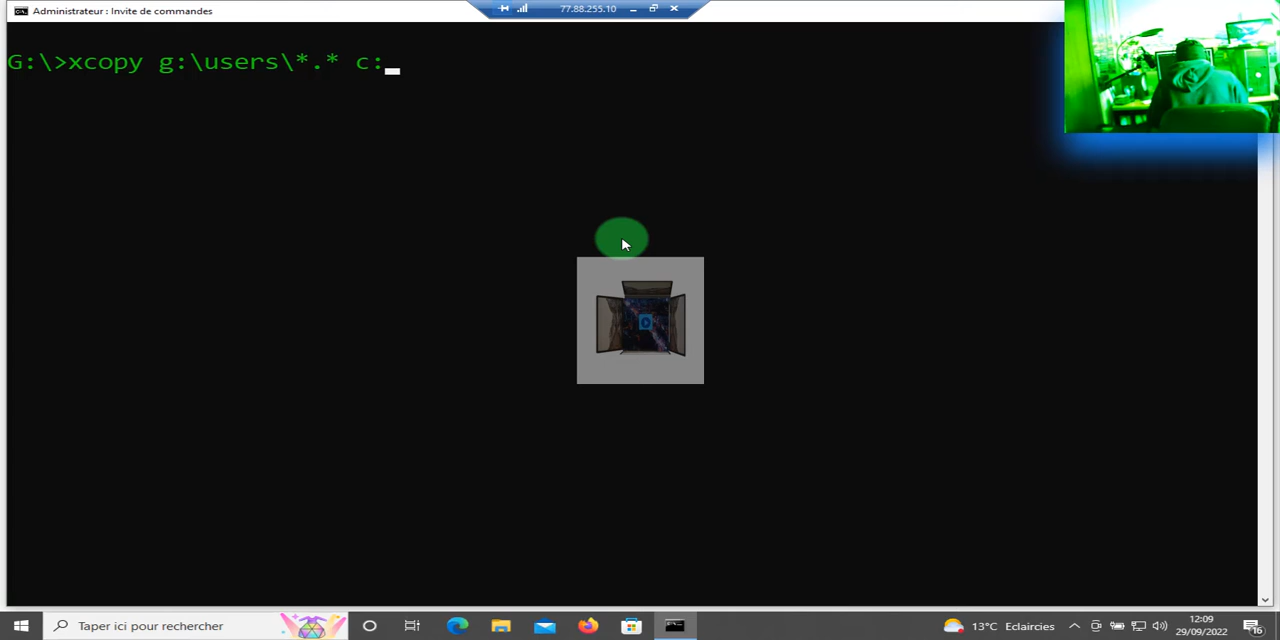 Administrateur : Invite de commandes
77.88.255.10
G:\>xcopy g:\users\*.* c:
Taper ici pour rechercher
13°C Eclaircies
12:09
29/09/2022
16